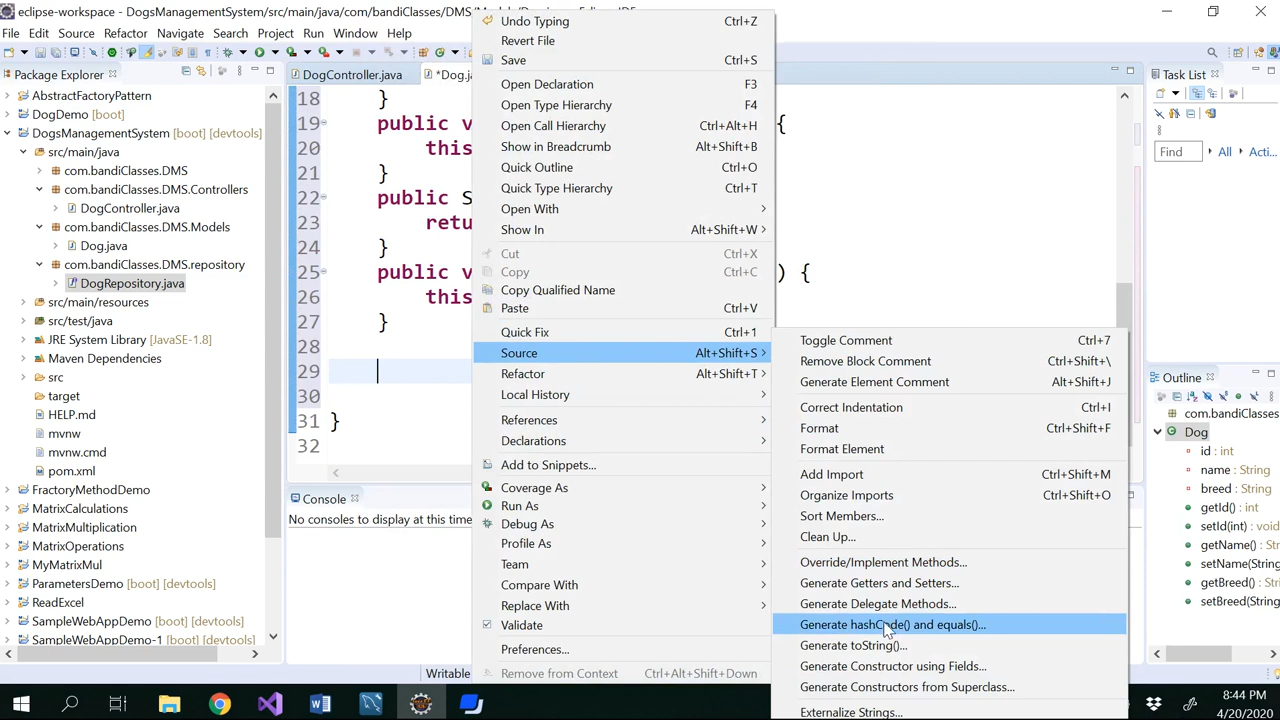 eclipse-workspace - DogsManagementSystem/src/main/java/com/bandiClasses/DMS/
File Edit Source Refactor Navigate Search Project Run Window Help
Package Explorer
AbstractFactoryPattern
DogDemo [boot]
DogsManagementSystem [boot] [devtools]
src/main/java
com.bandiClasses.DMS
com.bandiClasses.DMS.Controllers
DogController.java
com.bandiClasses.DMS.Models
Dog.java
com.bandiClasses.DMS.repository
DogRepository.java
src/main/resources
src/test/java
JRE System Library [JavaSE-1.8]
Maven Dependencies
src
target
HELP.md
mvnw
mvnw.cmd
pom.xml
FractoryMethodDemo
MatrixCalculations
MatrixMultiplication
MatrixOperations
MyMatrixMul
ParametersDemo [boot] [devtools]
ReadExcel
SampleWebAppDemo [boot] [devtools]
SampleWebAppDemo-1 [boot] [devtools]
DogController.java *Dog.j
18 }
19 public v {
20 this
21 }
22 public S
23 retu
24 }
25 public v ) {
26 this
27 }
28
29
30
31 }
32
Console
No consoles to display at this time
Writable
Undo Typing Ctrl+Z
Revert File
Save Ctrl+S
Open Declaration F3
Open Type Hierarchy F4
Open Call Hierarchy Ctrl+Alt+H
Show in Breadcrumb Alt+Shift+B
Quick Outline Ctrl+O
Quick Type Hierarchy Ctrl+T
Open With
Show In Alt+Shift+W
Cut Ctrl+X
Copy Ctrl+C
Copy Qualified Name
Paste Ctrl+V
Quick Fix Ctrl+1
Source Alt+Shift+S
Refactor Alt+Shift+T
Local History
References
Declarations
Add to Snippets...
Coverage As
Run As
Debug As
Profile As
Team
Compare With
Replace With
Validate
Preferences...
Remove from Context Ctrl+Alt+Shift+Down
Toggle Comment Ctrl+7
Remove Block Comment Ctrl+Shift+\
Generate Element Comment Alt+Shift+J
Correct Indentation Ctrl+I
Format Ctrl+Shift+F
Format Element
Add Import Ctrl+Shift+M
Organize Imports Ctrl+Shift+O
Sort Members...
Clean Up...
Override/Implement Methods...
Generate Getters and Setters...
Generate Delegate Methods...
Generate hashCode() and equals()...
Generate toString()...
Generate Constructor using Fields...
Generate Constructors from Superclass...
Externalize Strings...
Task List
Find All Acti...
Outline
com.bandiClasses
Dog
id : int
name : String
breed : String
getId() : int
setId(int) : void
getName() : String
setName(String
getBreed() : String
setBreed(String
8:44 PM
4/20/2020